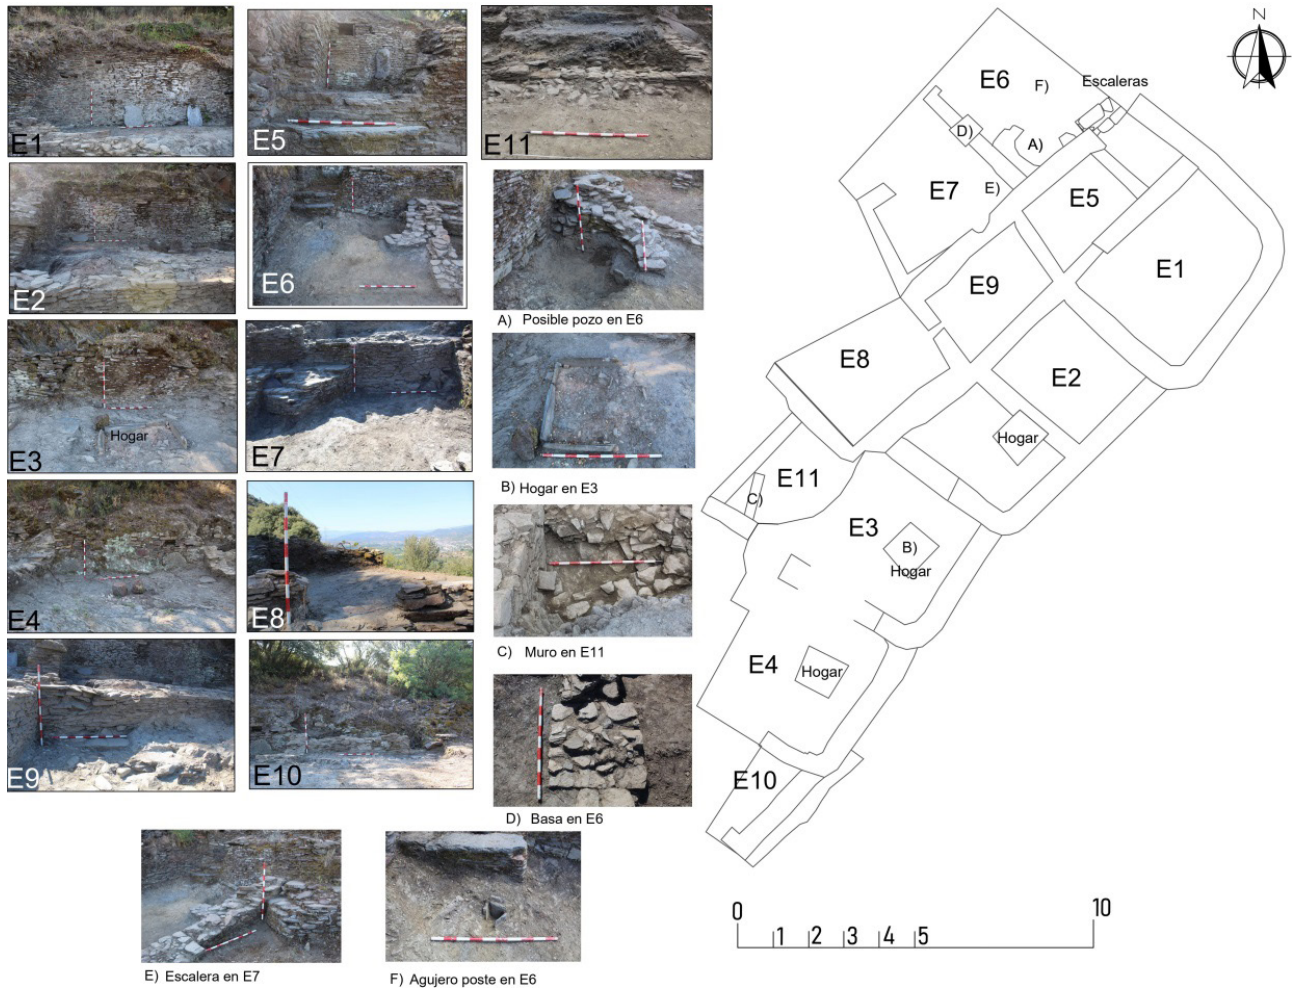 E1
E5
E11
E2
E6
A) Posible pozo en E6
E3
Hogar
E7
B) Hogar en E3
E4
E8
C) Muro en E11
E9
E10
D) Basa en E6
E) Escalera en E7
F) Agujero poste en E6
N
E6
F)
Escaleras
D)
A)
E7
E)
E5
E1
E9
E8
E2
Hogar
E11
C)
E3
B)
Hogar
E4
Hogar
E10
0
1
2
3
4
5
10